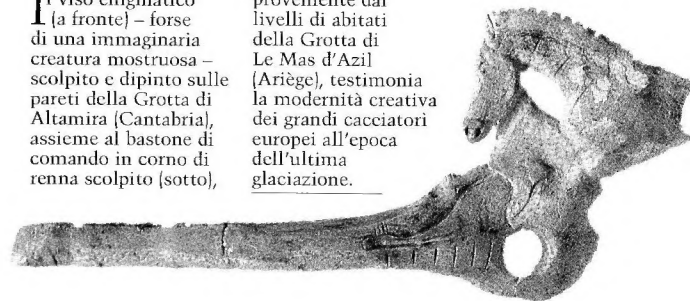 Il viso enigmatico
(a fronte) – forse
di una immaginaria
creatura mostruosa –
scolpito e dipinto sulle
pareti della Grotta di
Altamira (Cantabria),
assieme al bastone di
comando in corno di
renna scolpito (sotto),
proveniente dai
livelli di abitati
della Grotta di
Le Mas d'Azil
(Ariège), testimonia
la modernità creativa
dei grandi cacciatori
europei all'epoca
dell'ultima
glaciazione.